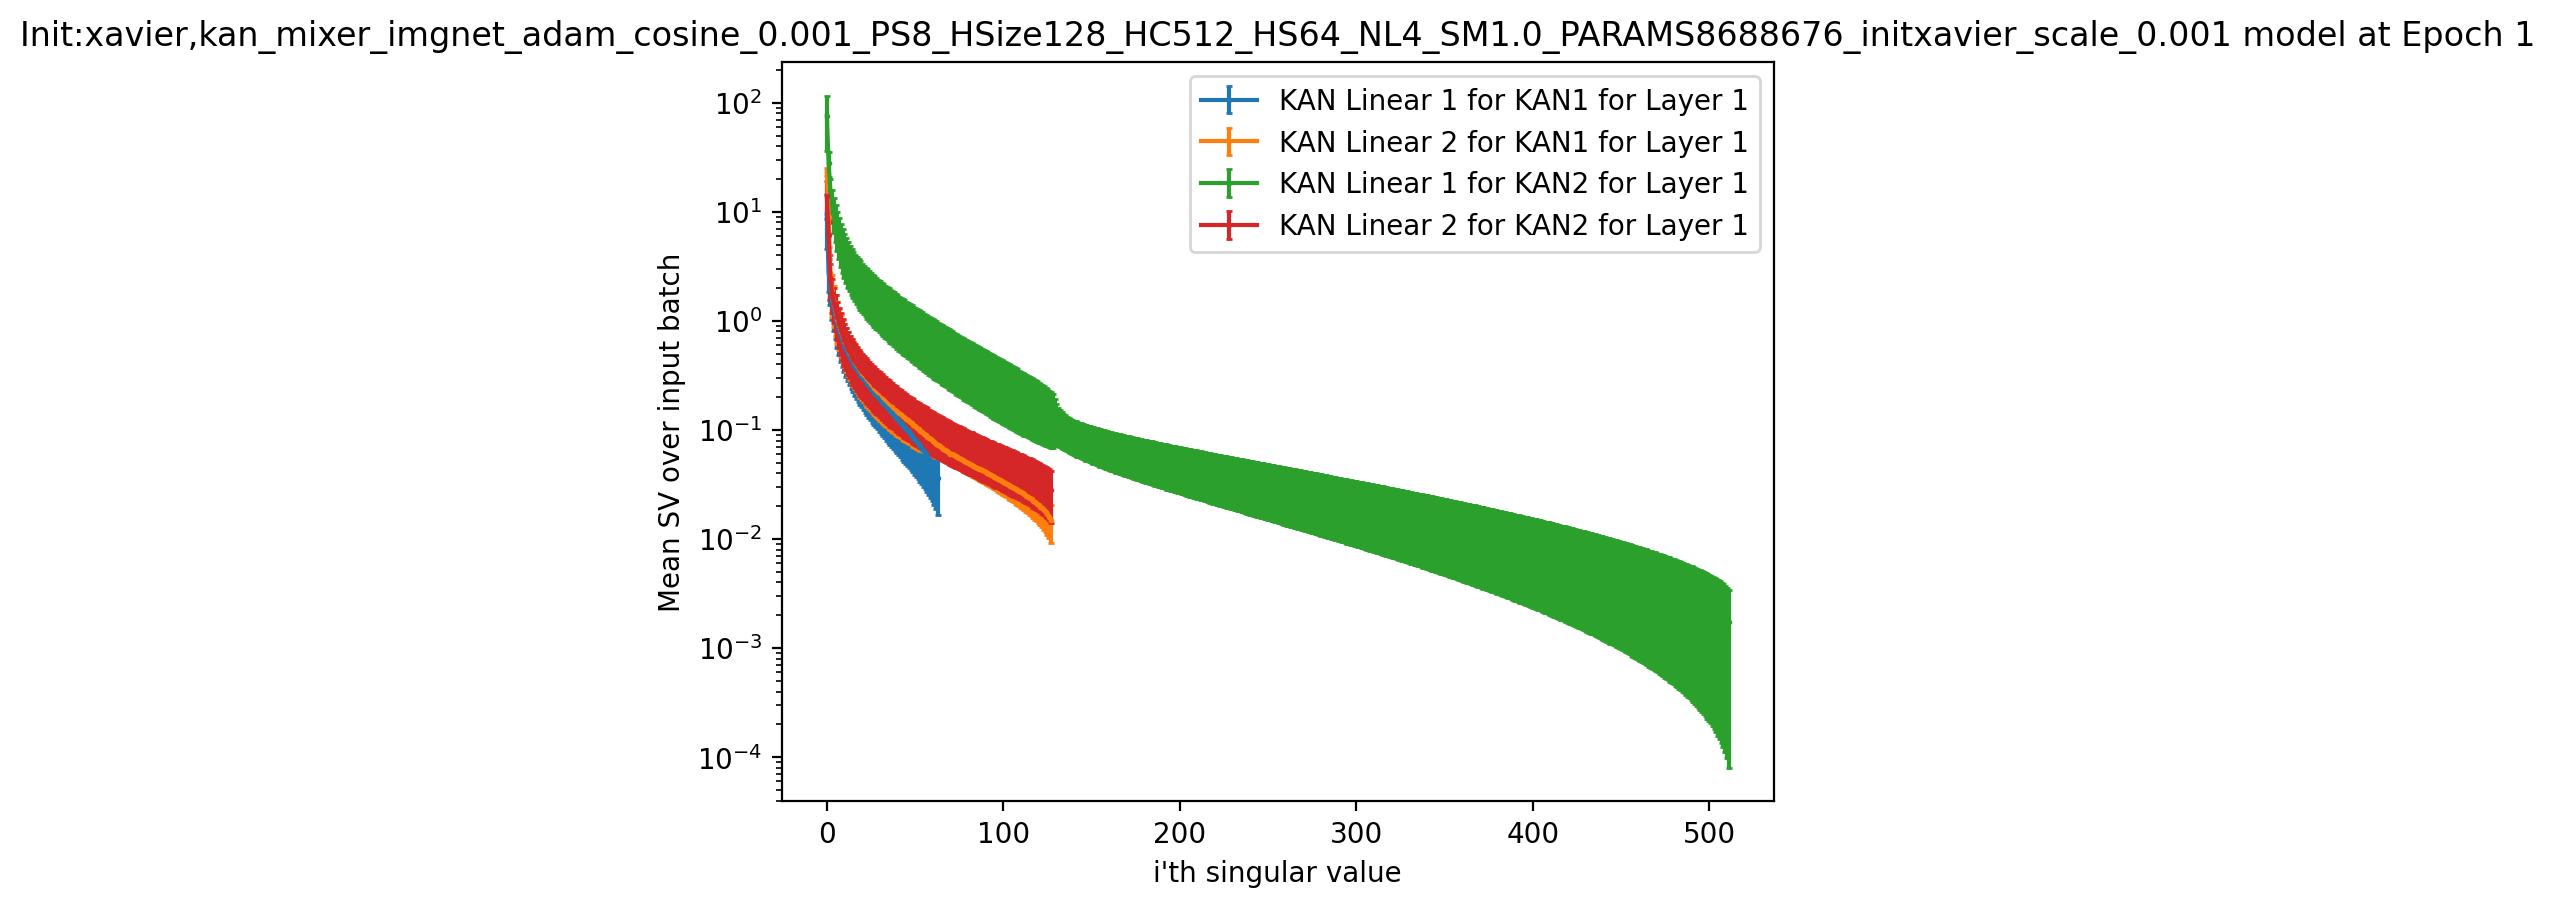 Init:xavier,kan_mixer_imgnet_adam_cosine_0.001_PS8_HSize128_HC512_HS64_NL4_SM1.0_PARAMS8688676_initxavier_scale_0.001 model at Epoch 1
KAN Linear 1 for KAN1 for Layer 1
KAN Linear 2 for KAN1 for Layer 1
KAN Linear 1 for KAN2 for Layer 1
KAN Linear 2 for KAN2 for Layer 1
Mean SV over input batch
10²
10¹
10⁰
10⁻¹
10⁻²
10⁻³
10⁻⁴
0 100 200 300 400 500
i'th singular value